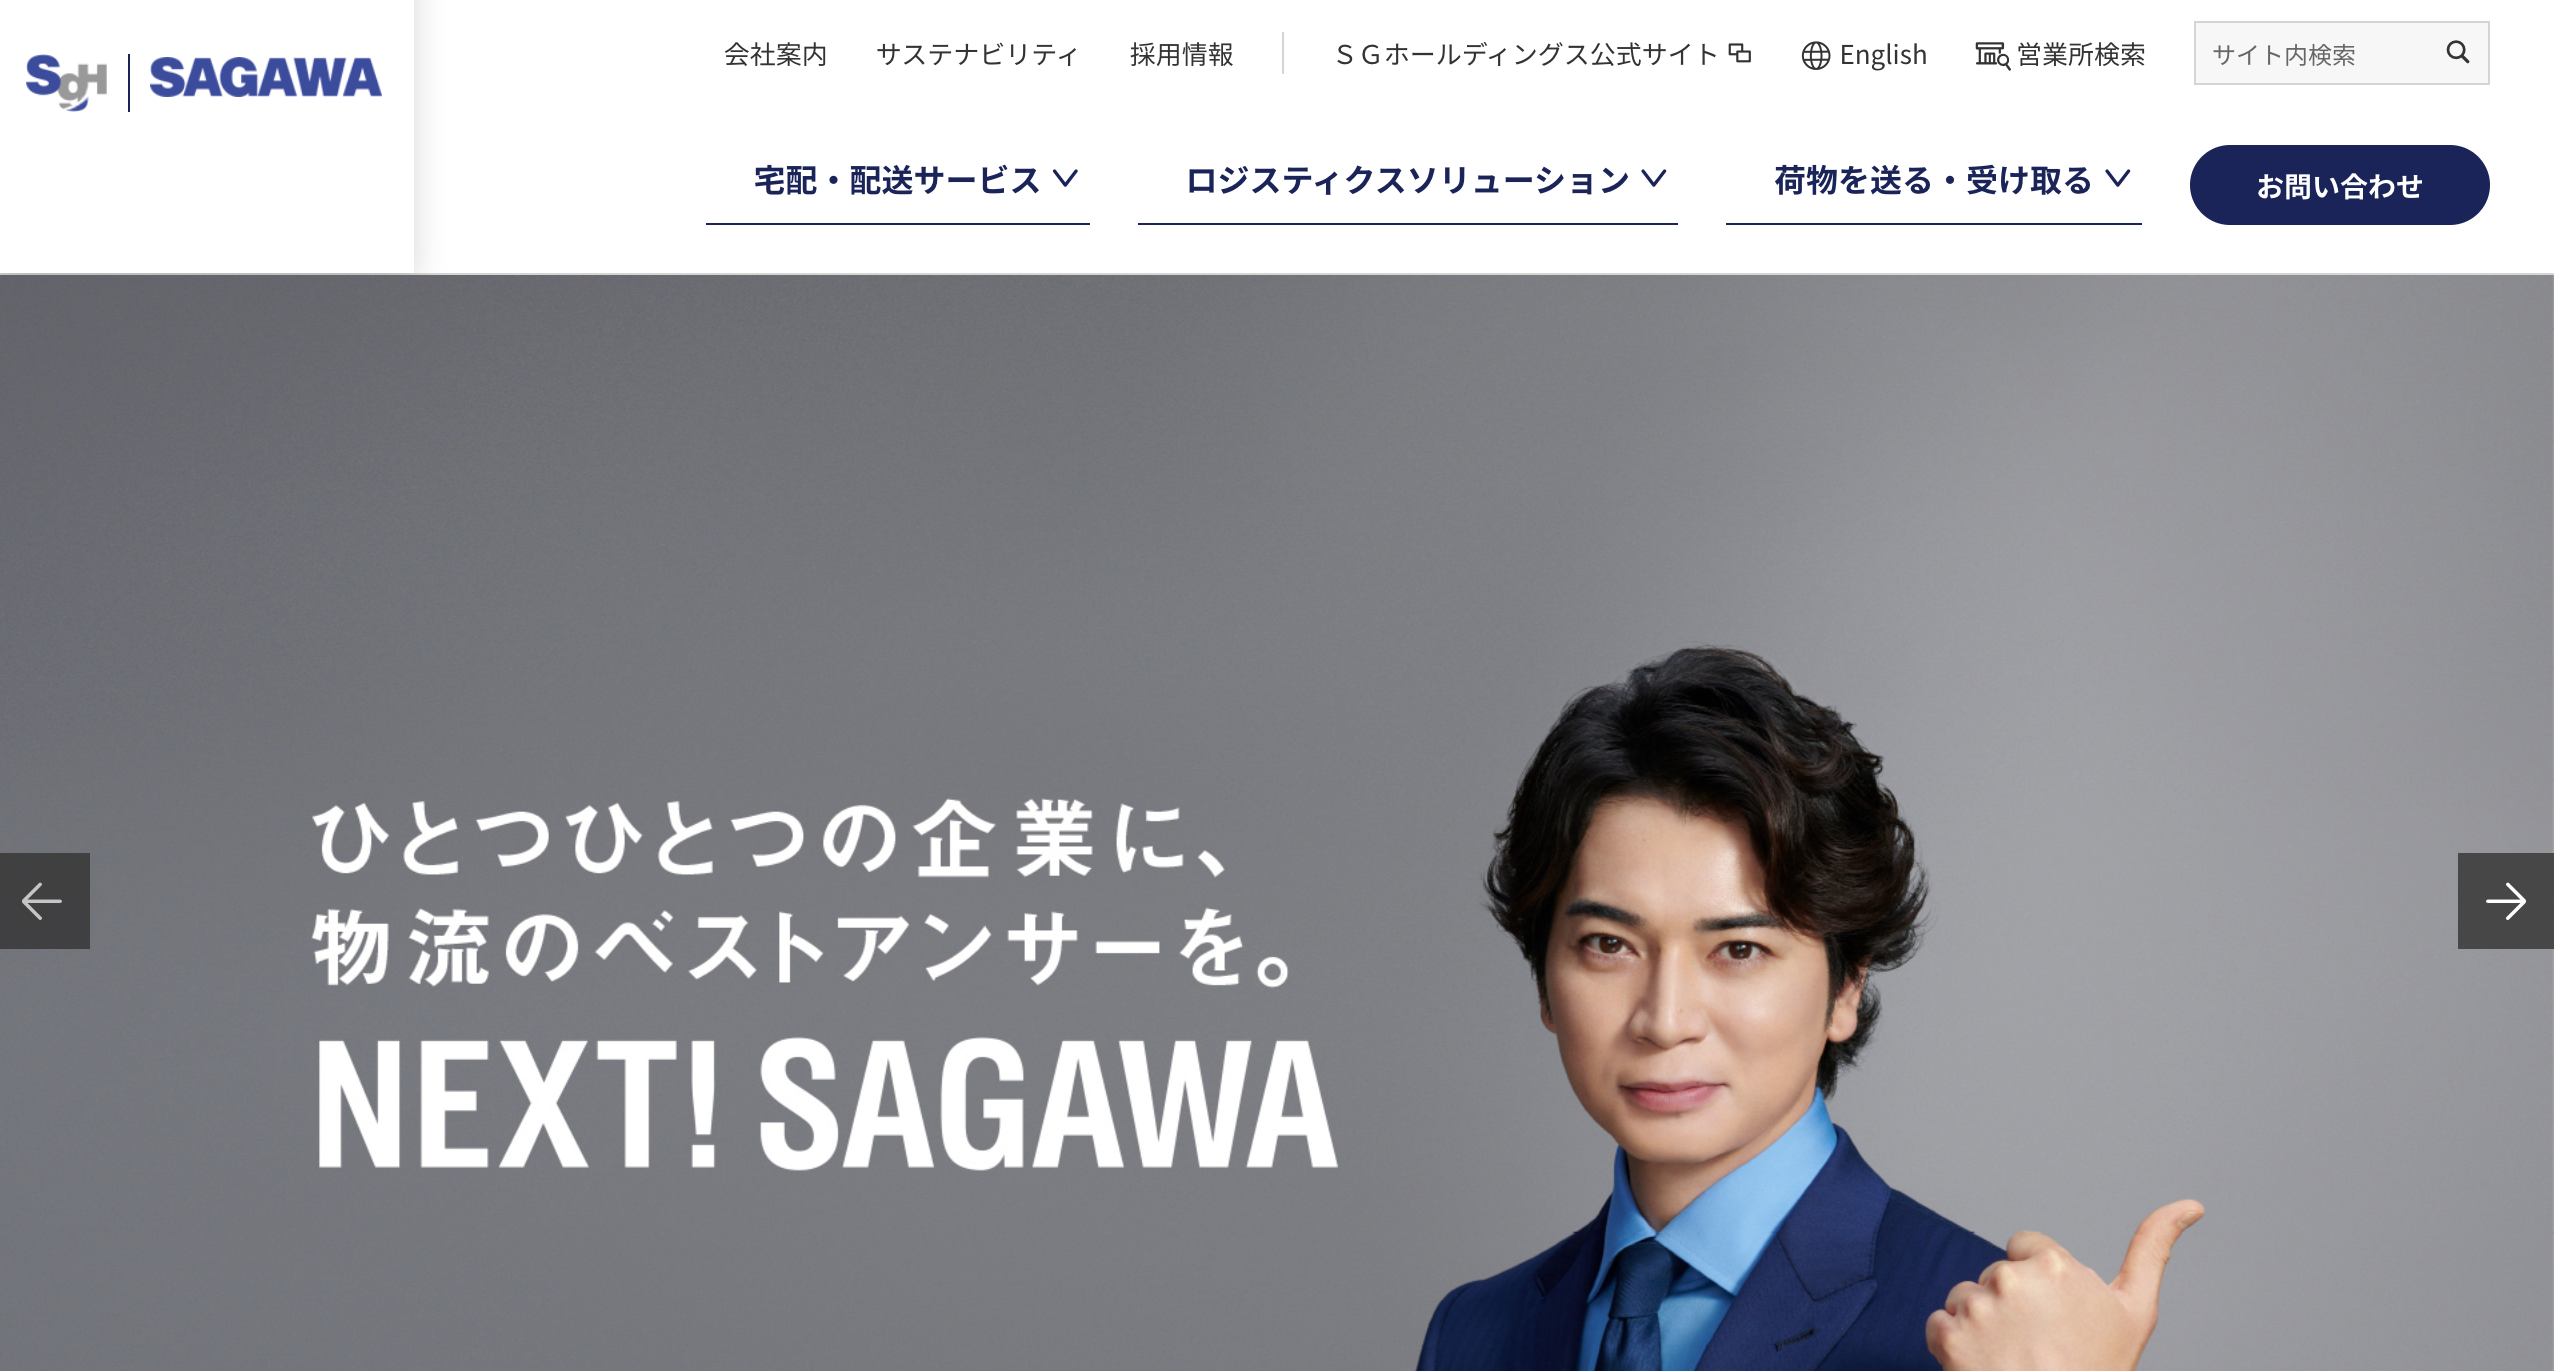 SgH | SAGAWA
会社案内
サステナビリティ
採用情報
ＳＧホールディングス公式サイト
English
営業所検索
サイト内検索
宅配・配送サービス
ロジスティクスソリューション
荷物を送る・受け取る
お問い合わせ
ひとつひとつの企業に、
物流のベストアンサーを。
NEXT! SAGAWA